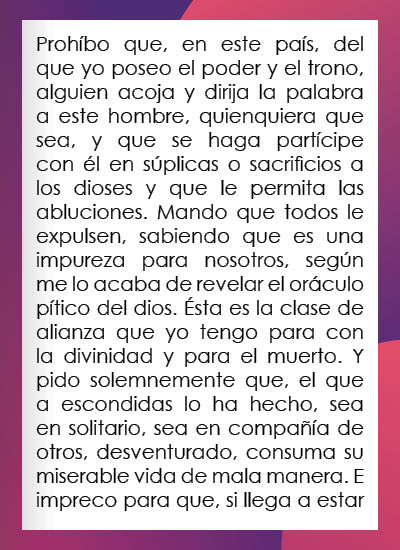 Prohíbo que, en este país, del
que yo poseo el poder y el trono,
alguien acoja y dirija la palabra
a este hombre, quienquiera que
sea, y que se haga partícipe
con él en súplicas o sacrificios a
los dioses y que le permita las
abluciones. Mando que todos le
expulsen, sabiendo que es una
impureza para nosotros, según
me lo acaba de revelar el oráculo
pítico del dios. Ésta es la clase de
alianza que yo tengo para con
la divinidad y para el muerto. Y
pido solemnemente que, el que
a escondidas lo ha hecho, sea
en solitario, sea en compañía de
otros, desventurado, consuma su
miserable vida de mala manera. E
impreco para que, si llega a estar